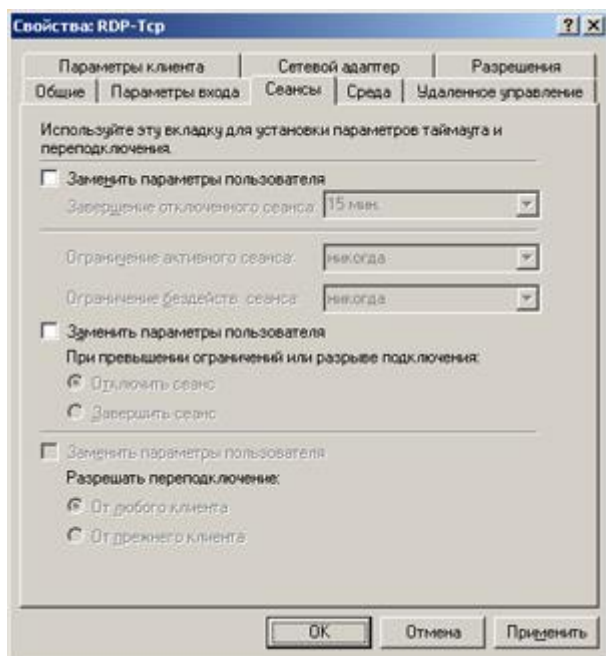 Свойства: RDP-Tcp
Параметры клиента
Сетевой адаптер
Разрешения
Общие
Параметры входа
Сеансы
Среда
Удаленное управление
Используйте эту вкладку для установки параметров таймаута и
переподключения.
Заменить параметры пользователя
Завершение отключенного сеанса: 15 мин.
Ограничение активного сеанса: никогда
Ограничение бездейств. сеанса: никогда
Заменить параметры пользователя
При превышении ограничений или разрыве подключения:
Отключить сеанс
Завершить сеанс
Заменить параметры пользователя
Разрешать переподключение:
От любого клиента
От прежнего клиента
OK
Отмена
Применить